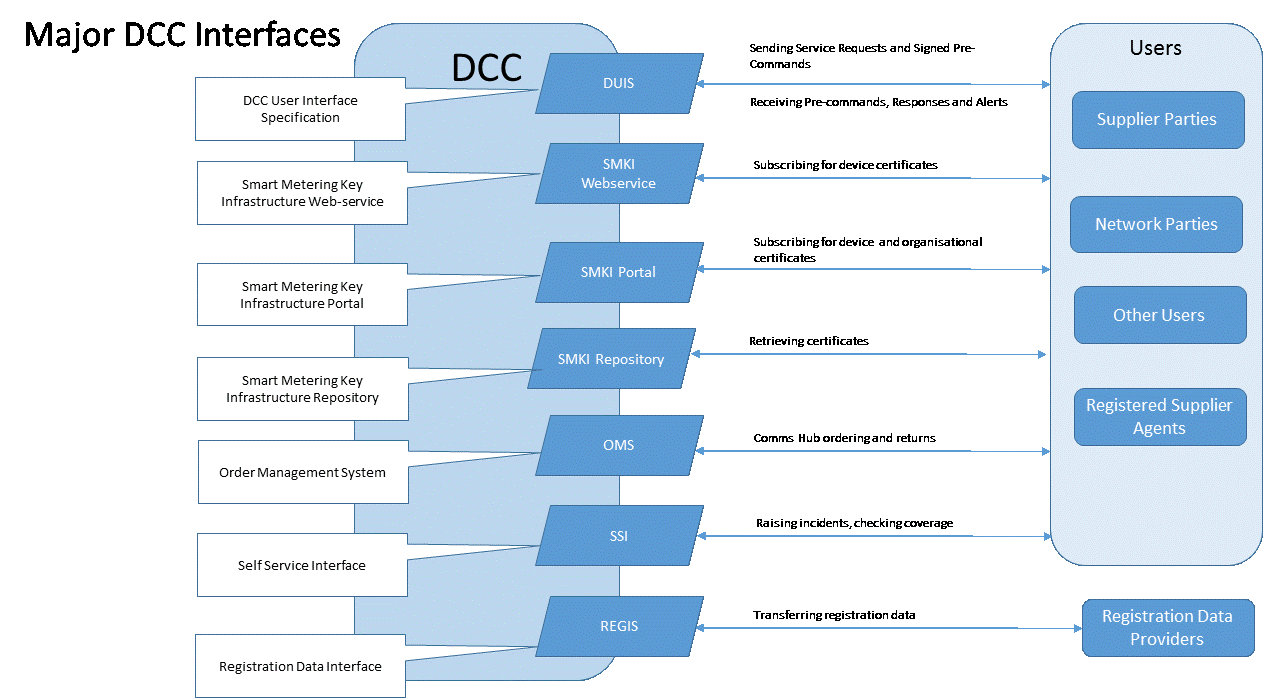 Major DCC Interfaces
DCC
Users
DCC User Interface
Specification
DUIS
Sending Service Requests and Signed Pre-
Commands
Receiving Pre-commands, Responses and Alerts
Supplier Parties
Smart Metering Key
Infrastructure Web-service
SMKI
Webservice
Subscribing for device certificates
Network Parties
Smart Metering Key
Infrastructure Portal
SMKI Portal
Subscribing for device and organisational
certificates
Other Users
Smart Metering Key
Infrastructure Repository
SMKI Repository
Retrieving certificates
Registered Supplier
Agents
Order Management System
OMS
Comms Hub ordering and returns
Self Service Interface
SSI
Raising incidents, checking coverage
Registration Data Interface
REGIS
Transferring registration data
Registration Data
Providers